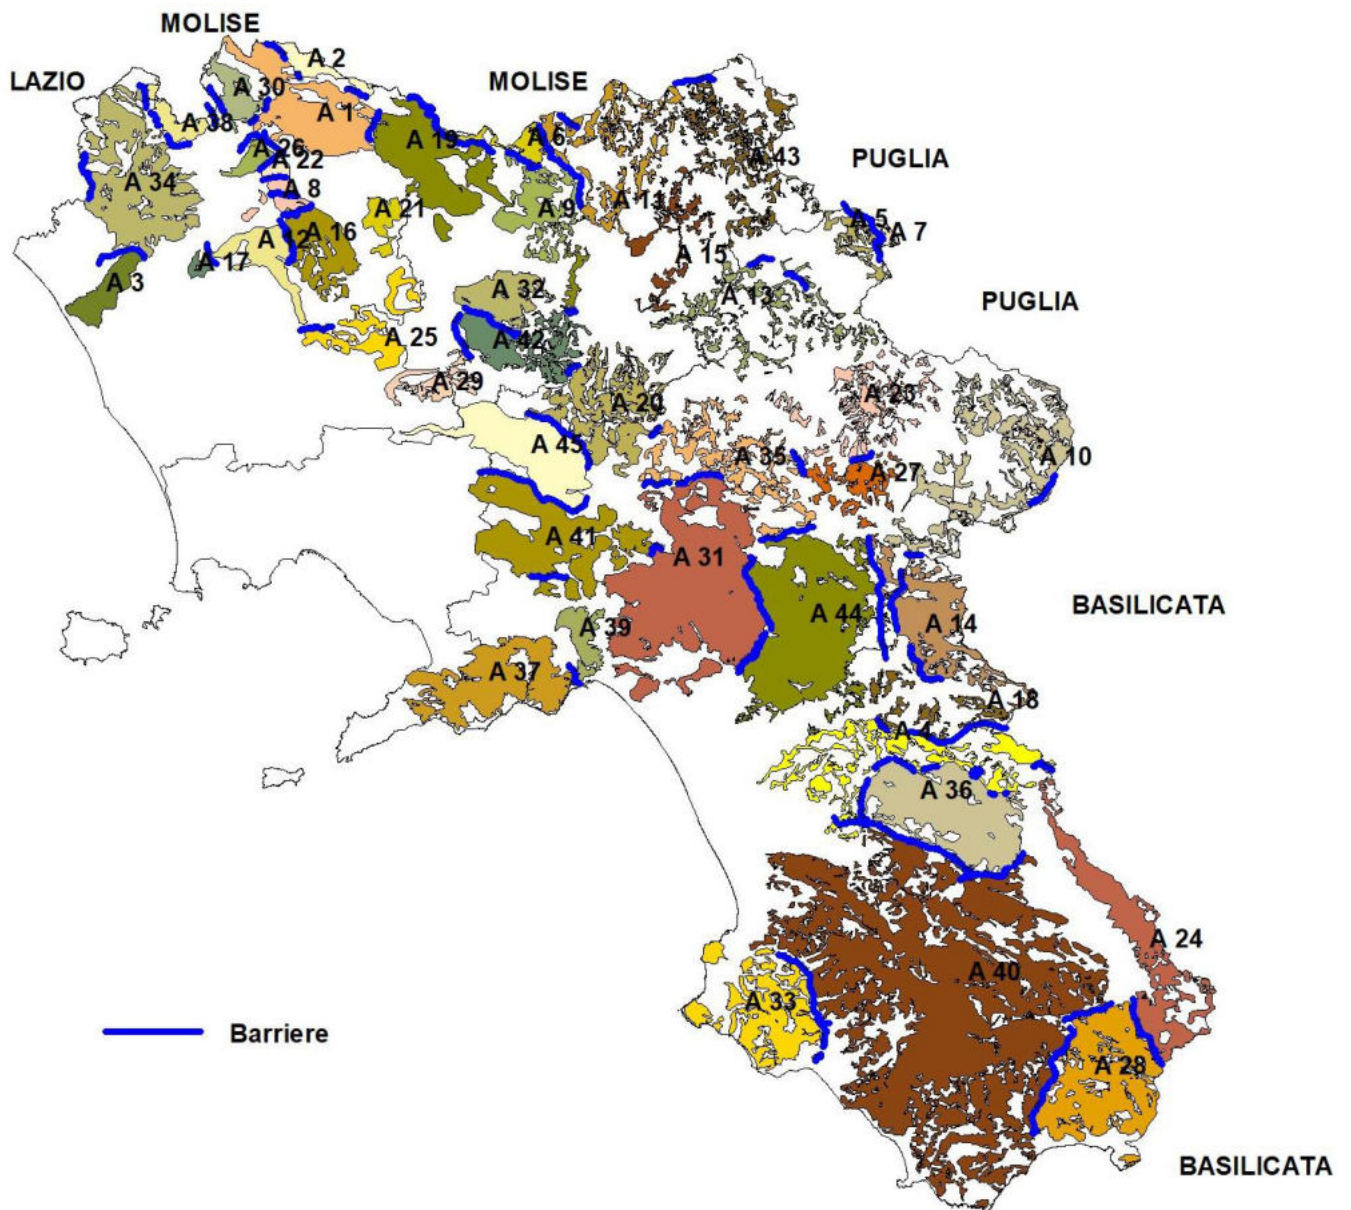 MOLISE
A 2
LAZIO
MOLISE
A 30
A 1
A 38
A 19
A 6
A 26
A 22
A 43
PUGLIA
A 34
A 8
A 21
A 9
A 11
A 5
A 7
A 12
A 16
A 17
A 15
A 3
A 32
A 13
PUGLIA
A 25
A 42
A 29
A 20
A 23
A 45
A 35
A 10
A 27
A 41
A 31
BASILICATA
A 44
A 39
A 14
A 37
A 18
A 4
A 36
A 24
A 40
A 33
Barriere
A 28
BASILICATA